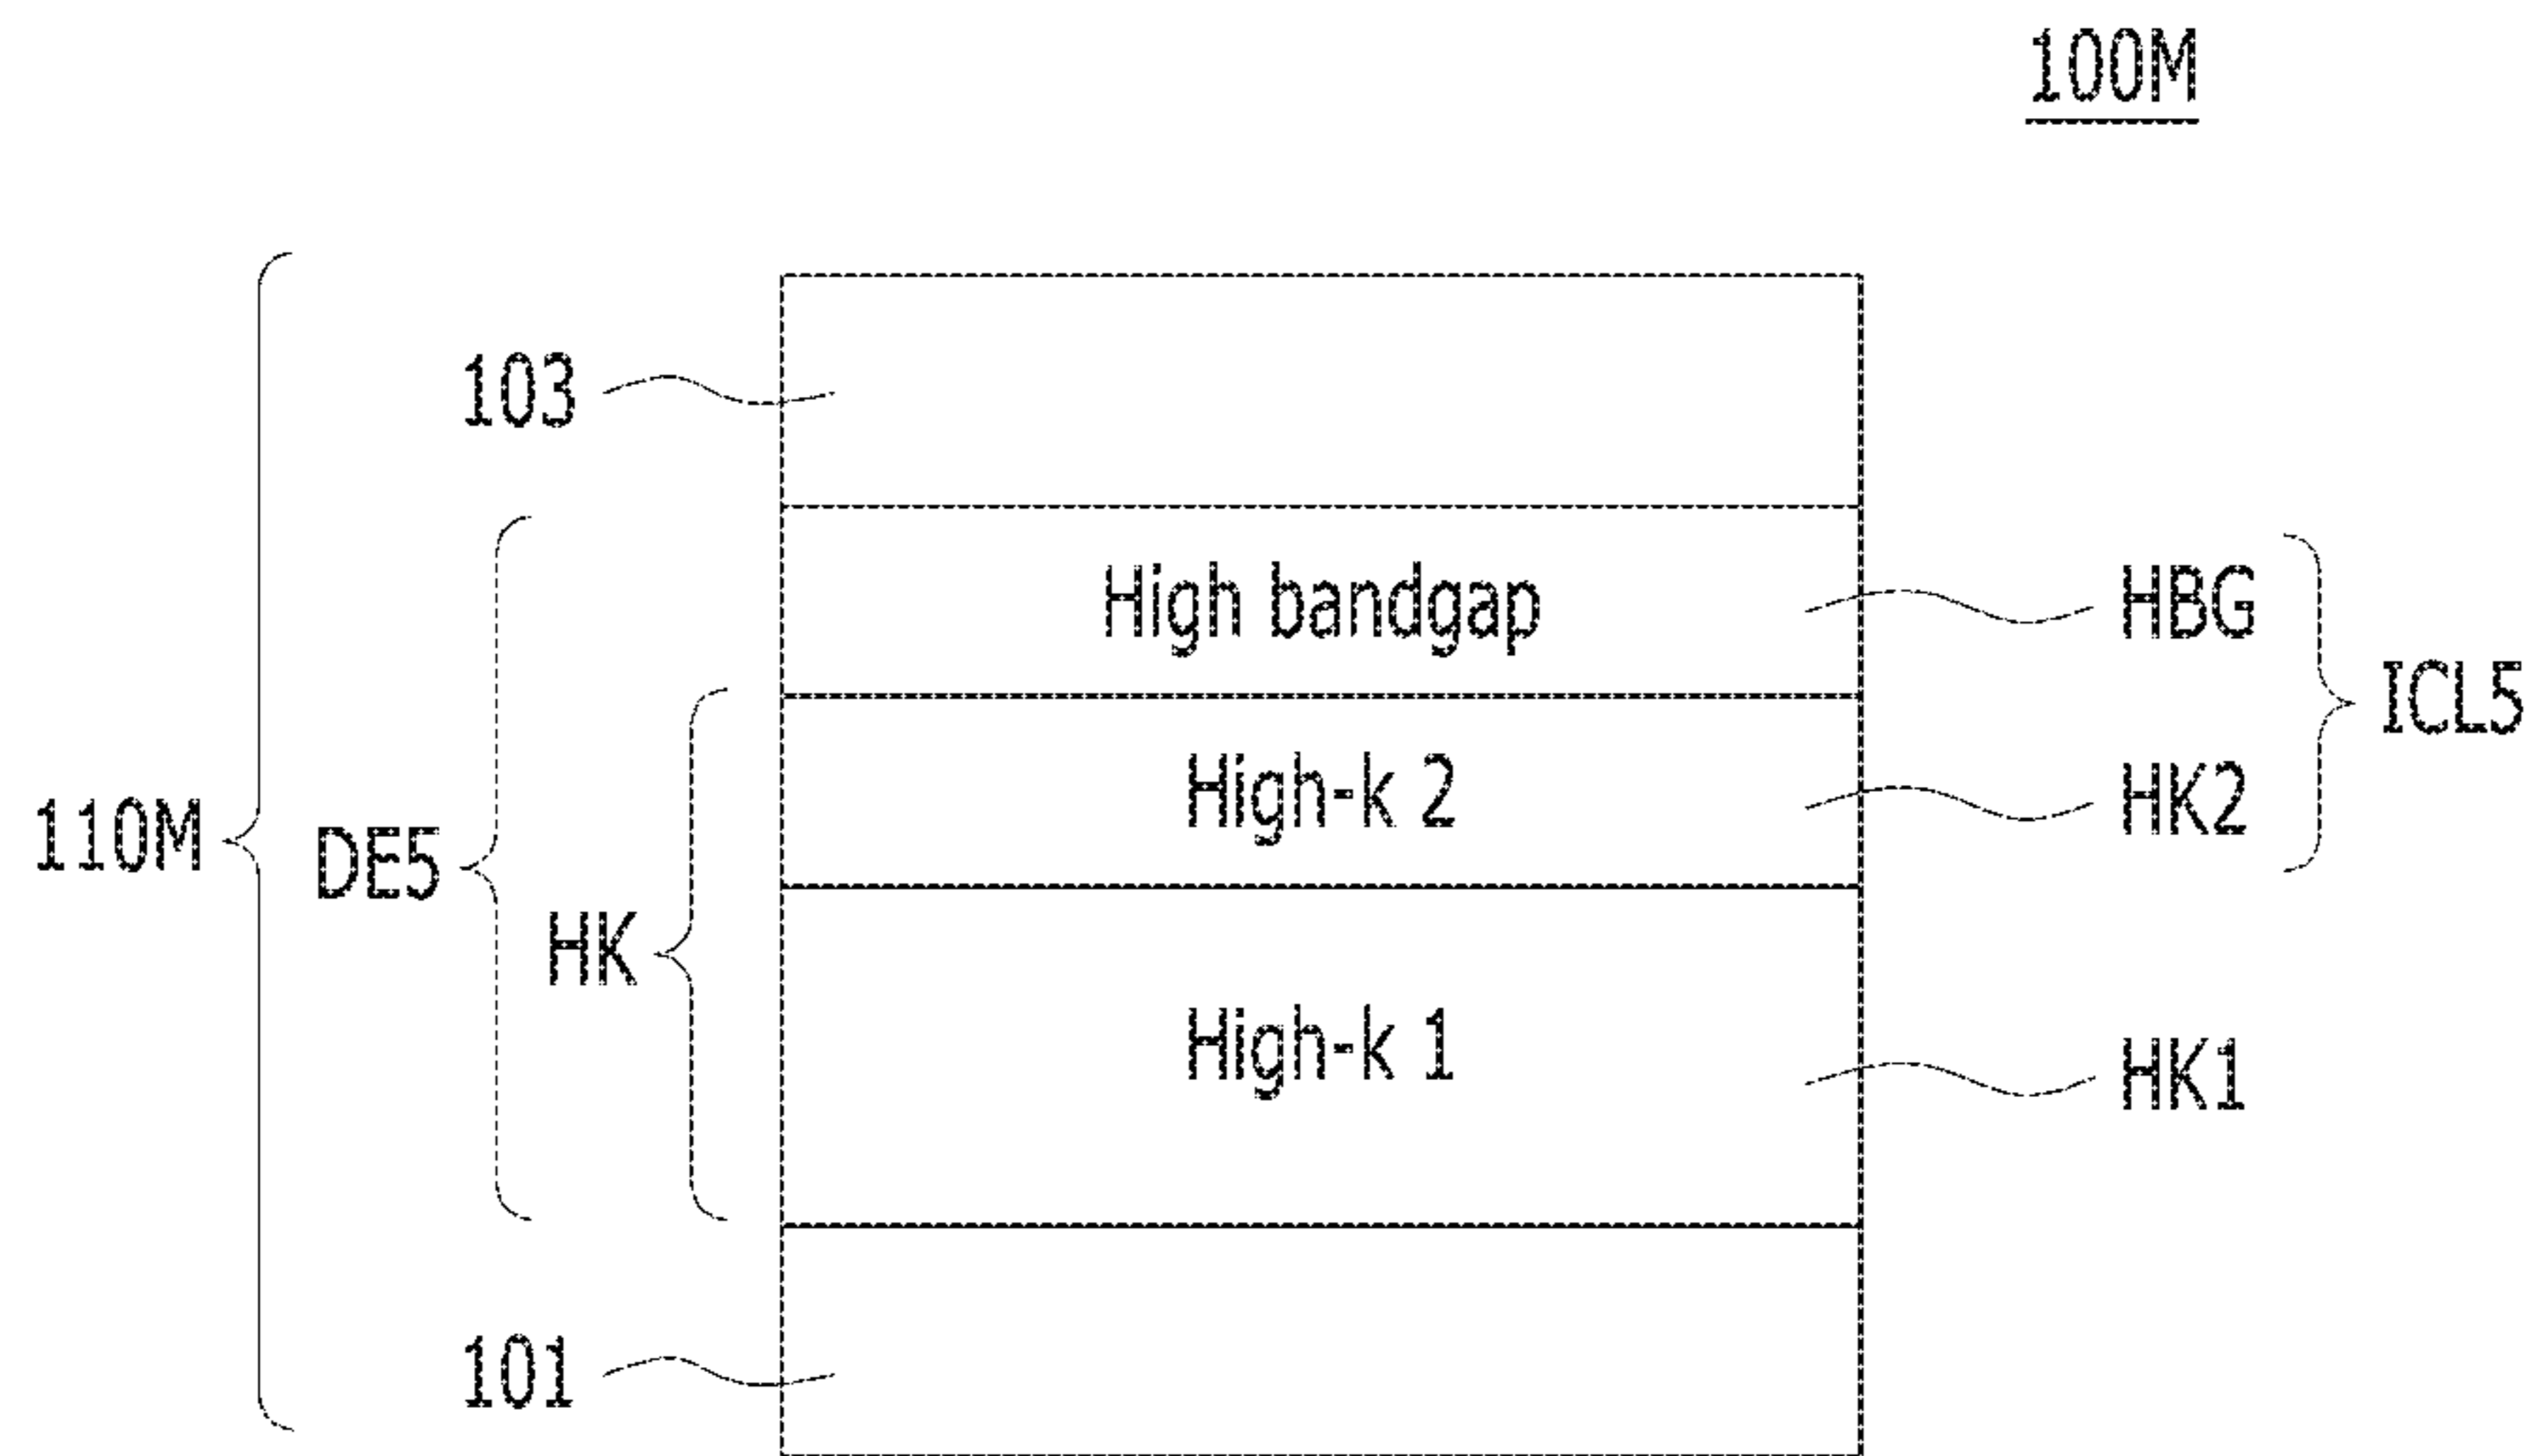 100M
103
High bandgap
HBG
ICL5
High-k 2
HK2
110M
DE5
HK
High-k 1
HK1
101